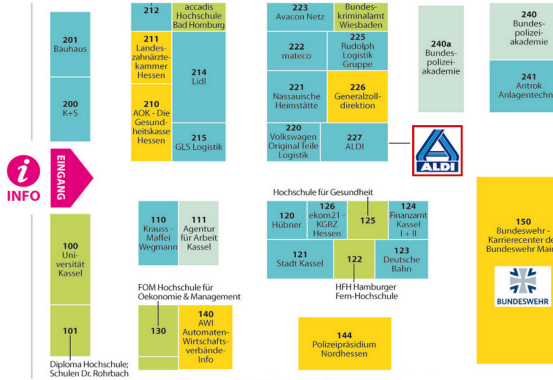 201
Bauhaus
200
K+S
212
211
Landes-
zahnärzte-
kammer
Hessen
210
AOK - Die
Gesund-
heitskasse
Hessen
accadis
Hochschule
Bad Homburg
214
Lidl
215
GLS Logistik
223
Avacon Netz
Bundes-
kriminalamt
Wiesbaden
222
mateco
225
Rudolph
Logistik
Gruppe
221
Nassauische
Heimstätte
226
Generalzoll-
direktion
220
Volkswagen
Original Teile
Logistik
227
ALDI
ALDI
240a
Bundes-
polizei-
akademie
240
Bundes-
polizei-
akademie
241
Antrok
Anlagentechn
i
INFO
EINGANG
100
Uni-
versität
Kassel
101
Diploma Hochschule;
Schulen Dr. Rohrbach
110
Krauss -
Maffei
Wegmann
111
Agentur
für Arbeit
Kassel
FOM Hochschule für
Oekonomie & Management
130
140
AWI
Automaten-
Wirtschafts-
verbände-
Info
Hochschule für Gesundheit
120
Hübner
126
ekom21 -
KGRZ
Hessen
125
124
Finanzamt
Kassel
I + II
121
Stadt Kassel
122
123
Deutsche
Bahn
HFH Hamburger
Fern-Hochschule
144
Polizeipräsidium
Nordhessen
150
Bundeswehr -
Karrierecenter de
Bundeswehr Main
BUNDESWEHR